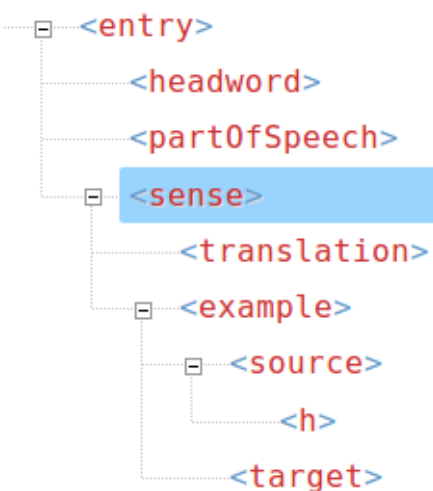 <entry>
<headword>
<partOfSpeech>
<sense>
<translation>
<example>
<source>
<h>
<target>